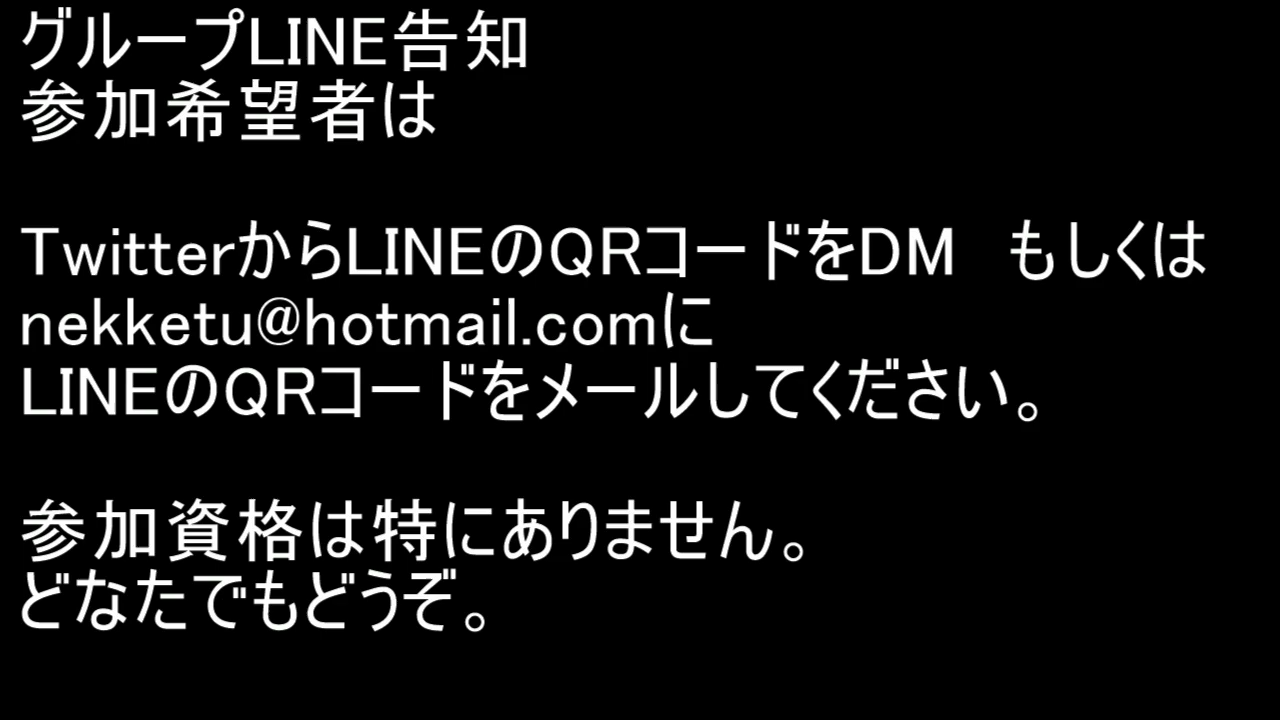 グループLINE告知
参加希望者は
TwitterからLINEのQRコードをDM　もしくは
nekketu@hotmail.comに
LINEのQRコードをメールしてください。
参加資格は特にありません。
どなたでもどうぞ。